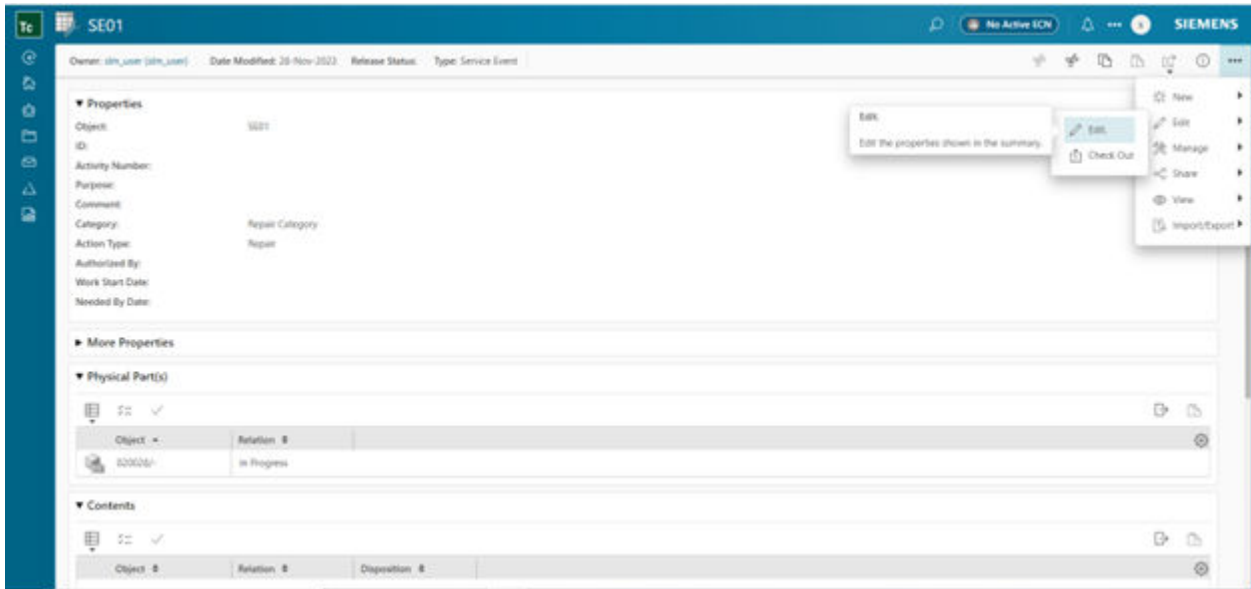 Tc SE01 No Active ECN ••• s SIEMENS
Owner: slm_user (slm_user) Date Modified: 28-Nov-2023 Release Status: Type: Service Event •••
Properties
Object: SE01
ID:
Activity Number:
Purpose:
Comment:
Category: Repair Category
Action Type: Repair
Authorized By:
Work Start Date:
Needed By Date:
New
Edit
Manage
Share
View
Import/Export
Edit
Check Out
Edit
Edit the properties shown in the summary.
More Properties
Physical Part(s)
Object Relation
020028/- In Progress
Contents
Object Relation Disposition